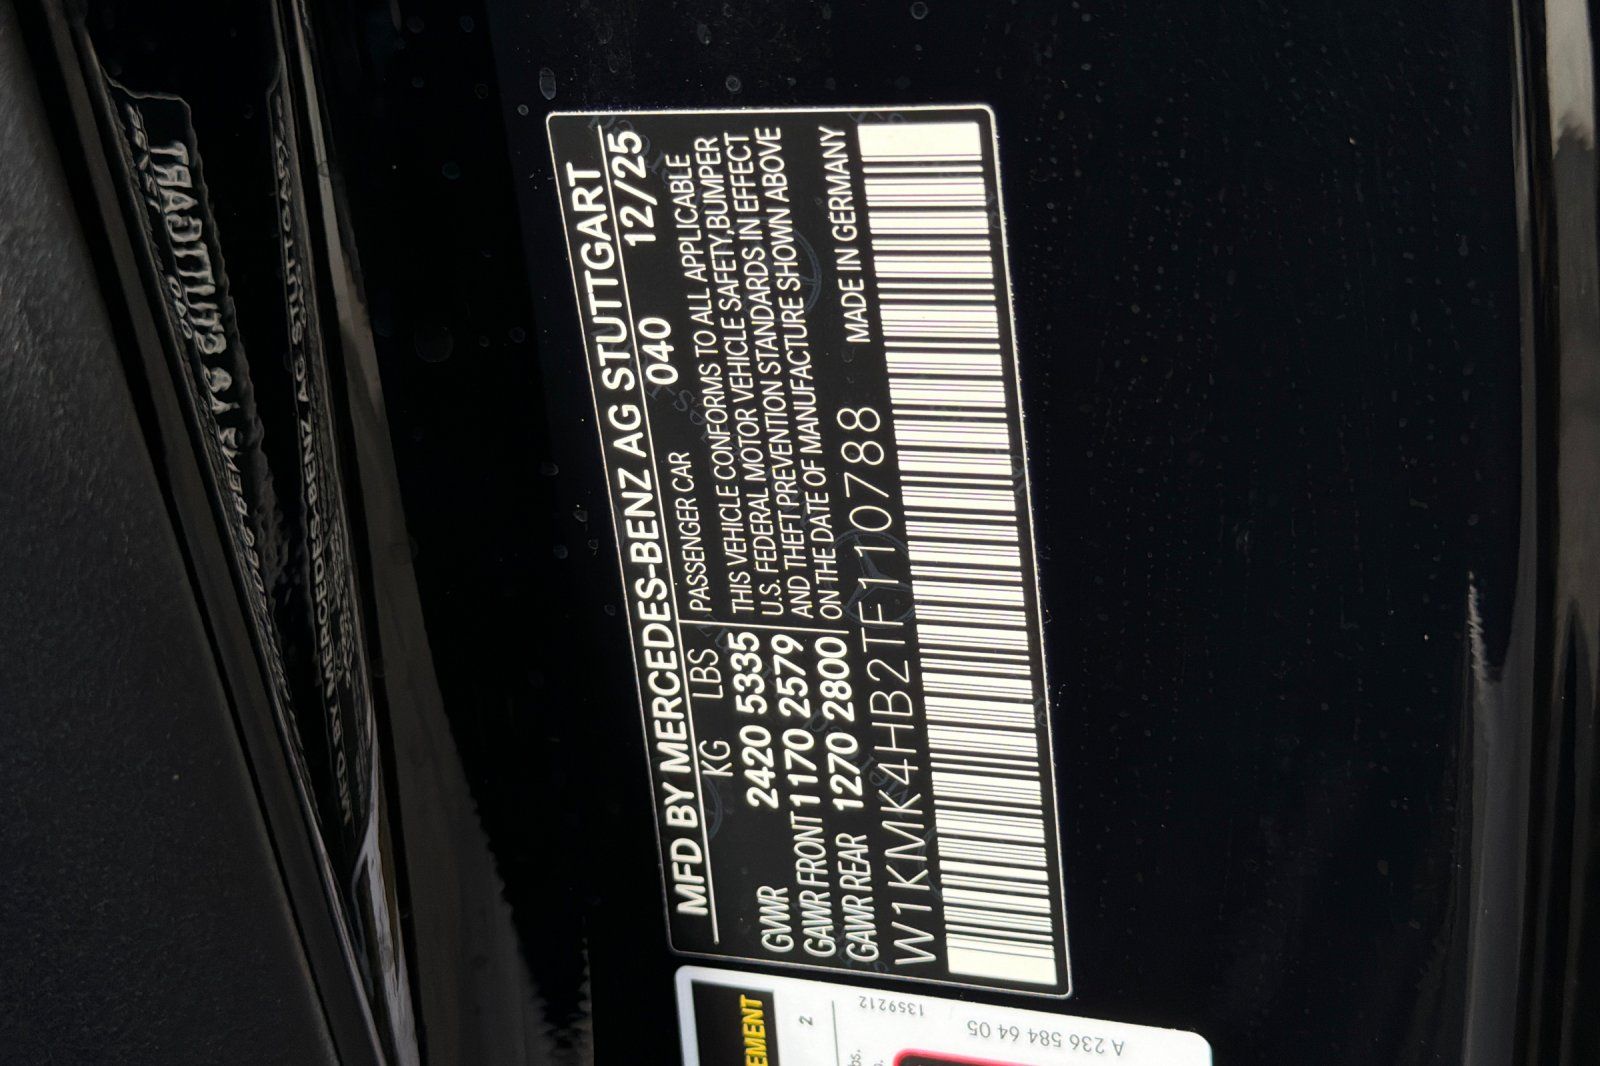 MFD BY MERCEDES-BENZ AG STUTTGART
KG LBS PASSENGER CAR 040 12/25
GVWR 2420 5335
GAWR FRONT 1170 2579
GAWR REAR 1270 2800
THIS VEHICLE CONFORMS TO ALL APPLICABLE
U.S. FEDERAL MOTOR VEHICLE SAFETY,BUMPER
AND THEFT PREVENTION STANDARDS IN EFFECT
ON THE DATE OF MANUFACTURE SHOWN ABOVE
W1KMK4HB2TF110788 MADE IN GERMANY
EMENT
2
1359212
A 236 584 64 05